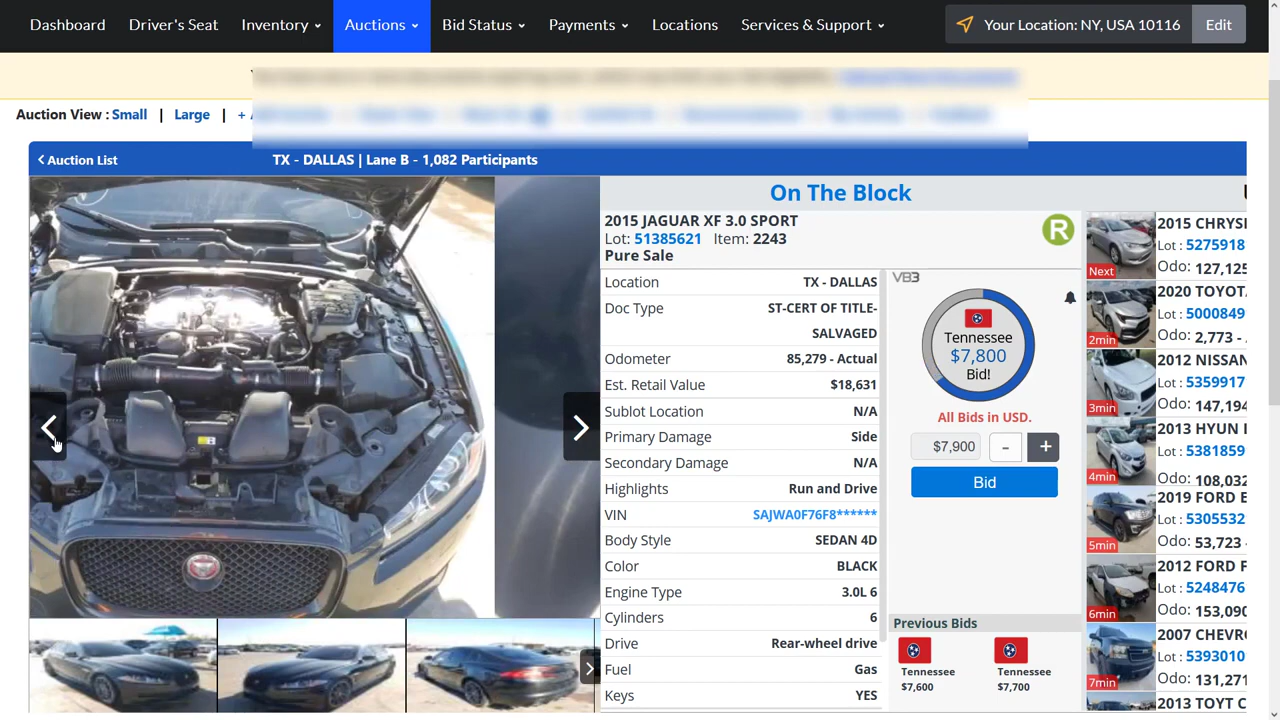 Dashboard Driver's Seat Inventory Auctions Bid Status Payments Locations Services & Support Your Location: NY, USA 10116 Edit
Auction View : Small | Large | +
Auction List TX - DALLAS | Lane B - 1,082 Participants
On The Block
2015 JAGUAR XF 3.0 SPORT
Lot: 51385621 Item: 2243
Pure Sale
R
Location TX - DALLAS
Doc Type ST-CERT OF TITLE-
SALVAGED
Odometer 85,279 - Actual
Est. Retail Value $18,631
Sublot Location N/A
Primary Damage Side
Secondary Damage N/A
Highlights Run and Drive
VIN SAJWA0F76F8******
Body Style SEDAN 4D
Color BLACK
Engine Type 3.0L 6
Cylinders 6
Drive Rear-wheel drive
Fuel Gas
Keys YES
VB3
Tennessee
$7,800
Bid!
All Bids in USD.
$7,900 - +
Bid
Previous Bids
Tennessee
$7,600
Tennessee
$7,700
2015 CHRYSL
Lot : 5275918
Next Odo: 127,125
2020 TOYOT
Lot : 5000849
2min Odo: 2,773 -
2012 NISSAN
Lot : 5359917
3min Odo: 147,194
2013 HYUN
Lot : 5381859
4min Odo: 108,032
2019 FORD E
Lot : 5305532
5min Odo: 53,723
2012 FORD F
Lot : 5248476
6min Odo: 153,090
2007 CHEVR
Lot : 5393010
7min Odo: 131,271
2013 TOYT C